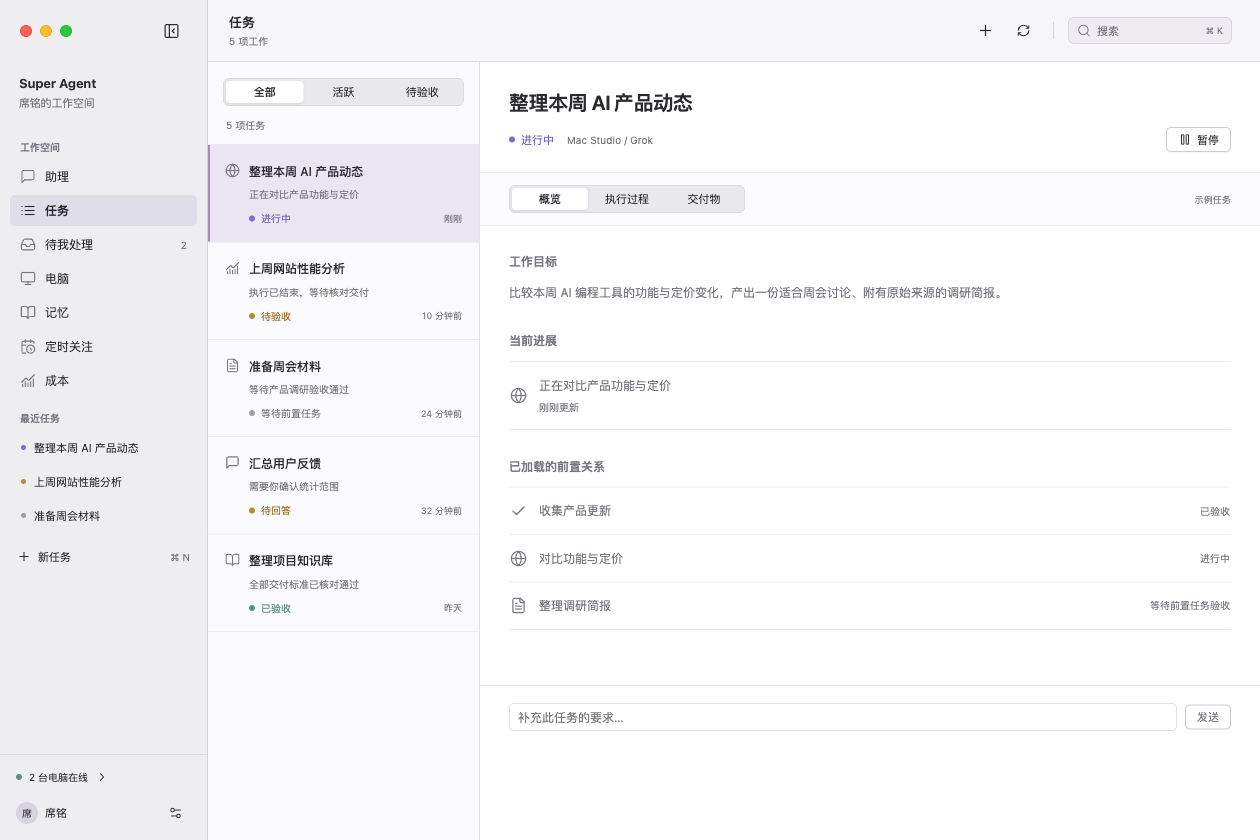 Super Agent
席铭的工作空间
工作空间
助理
任务
待我处理
2
电脑
记忆
定时关注
成本
最近任务
整理本周 AI 产品动态
上周网站性能分析
准备周会材料
新任务
⌘ N
2 台电脑在线
席
席铭
任务
5 项工作
搜索
⌘ K
全部
活跃
待验收
5 项任务
整理本周 AI 产品动态
正在对比产品功能与定价
进行中
刚刚
上周网站性能分析
执行已结束，等待核对交付
待验收
10 分钟前
准备周会材料
等待产品调研验收通过
等待前置任务
24 分钟前
汇总用户反馈
需要你确认统计范围
待回答
32 分钟前
整理项目知识库
全部交付标准已核对通过
已验收
昨天
整理本周 AI 产品动态
进行中
Mac Studio / Grok
暂停
概览
执行过程
交付物
示例任务
工作目标
比较本周 AI 编程工具的功能与定价变化，产出一份适合周会讨论、附有原始来源的调研简报。
当前进展
正在对比产品功能与定价
刚刚更新
已加载的前置关系
收集产品更新
已验收
对比功能与定价
进行中
整理调研简报
等待前置任务验收
补充此任务的要求...
发送